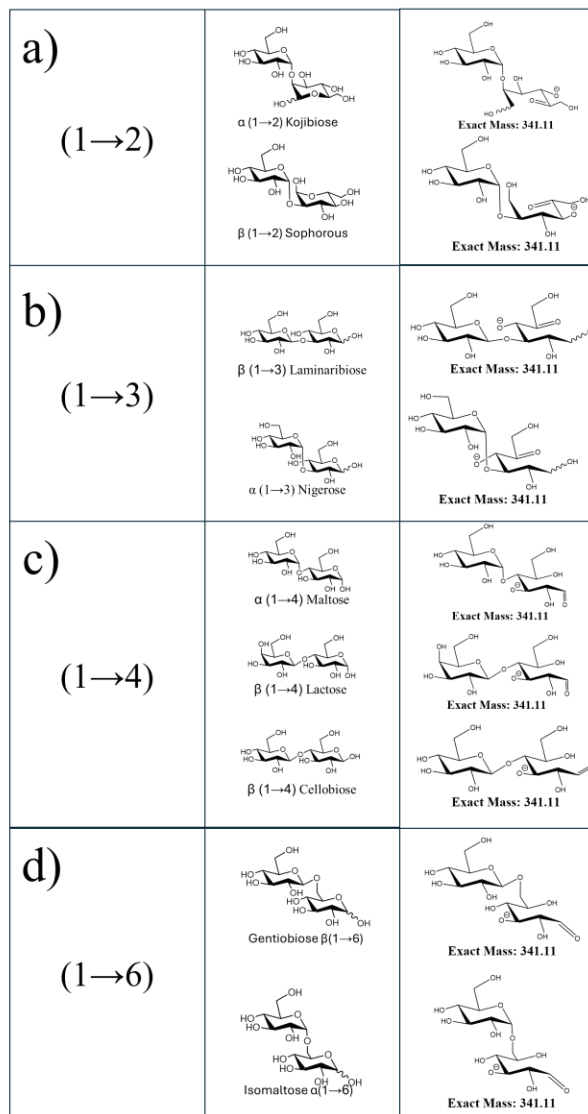 a)
(1→2)
α (1→2) Kojibiose
Exact Mass: 341.11
β (1→2) Sophorous
Exact Mass: 341.11
b)
(1→3)
β (1→3) Laminaribiose
Exact Mass: 341.11
α (1→3) Nigerose
Exact Mass: 341.11
c)
(1→4)
α (1→4) Maltose
Exact Mass: 341.11
β (1→4) Lactose
Exact Mass: 341.11
β (1→4) Cellobiose
Exact Mass: 341.11
d)
(1→6)
Gentiobiose β(1→6)
Exact Mass: 341.11
Isomaltose α(1→6)
Exact Mass: 341.11